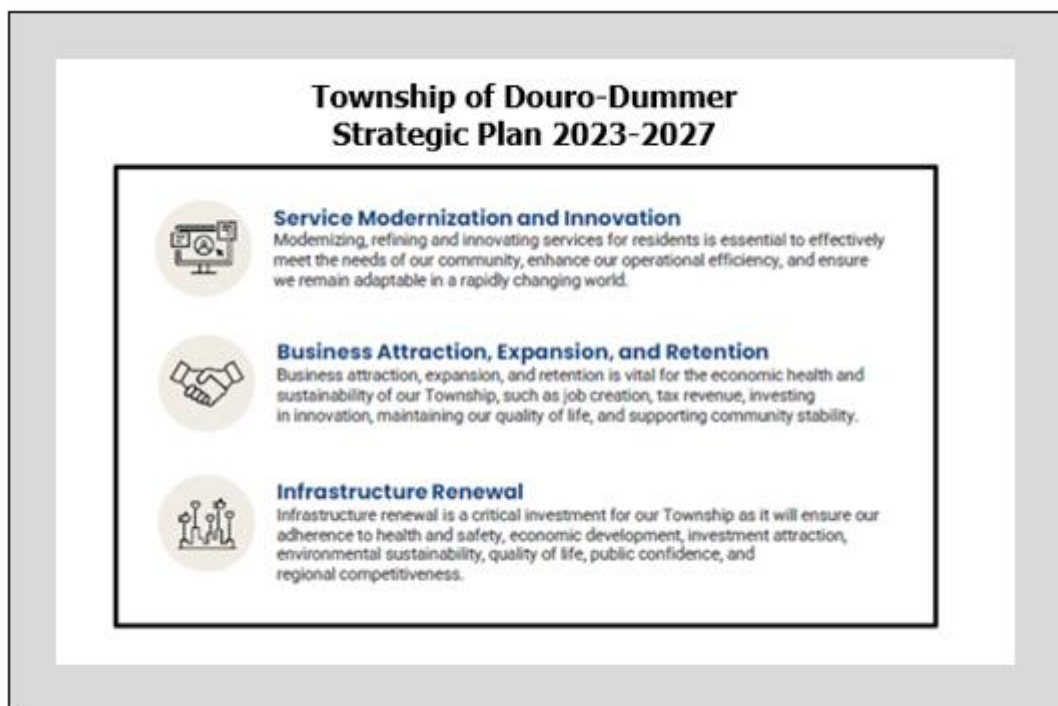 Township of Douro-Dummer
Strategic Plan 2023-2027
Service Modernization and Innovation
Modernizing, refining and innovating services for residents is essential to effectively
meet the needs of our community, enhance our operational efficiency, and ensure
we remain adaptable in a rapidly changing world.
Business Attraction, Expansion, and Retention
Business attraction, expansion, and retention is vital for the economic health and
sustainability of our Township, such as job creation, tax revenue, investing
in innovation, maintaining our quality of life, and supporting community stability.
Infrastructure Renewal
Infrastructure renewal is a critical investment for our Township as it will ensure our
adherence to health and safety, economic development, investment attraction,
environmental sustainability, quality of life, public confidence, and
regional competitiveness.